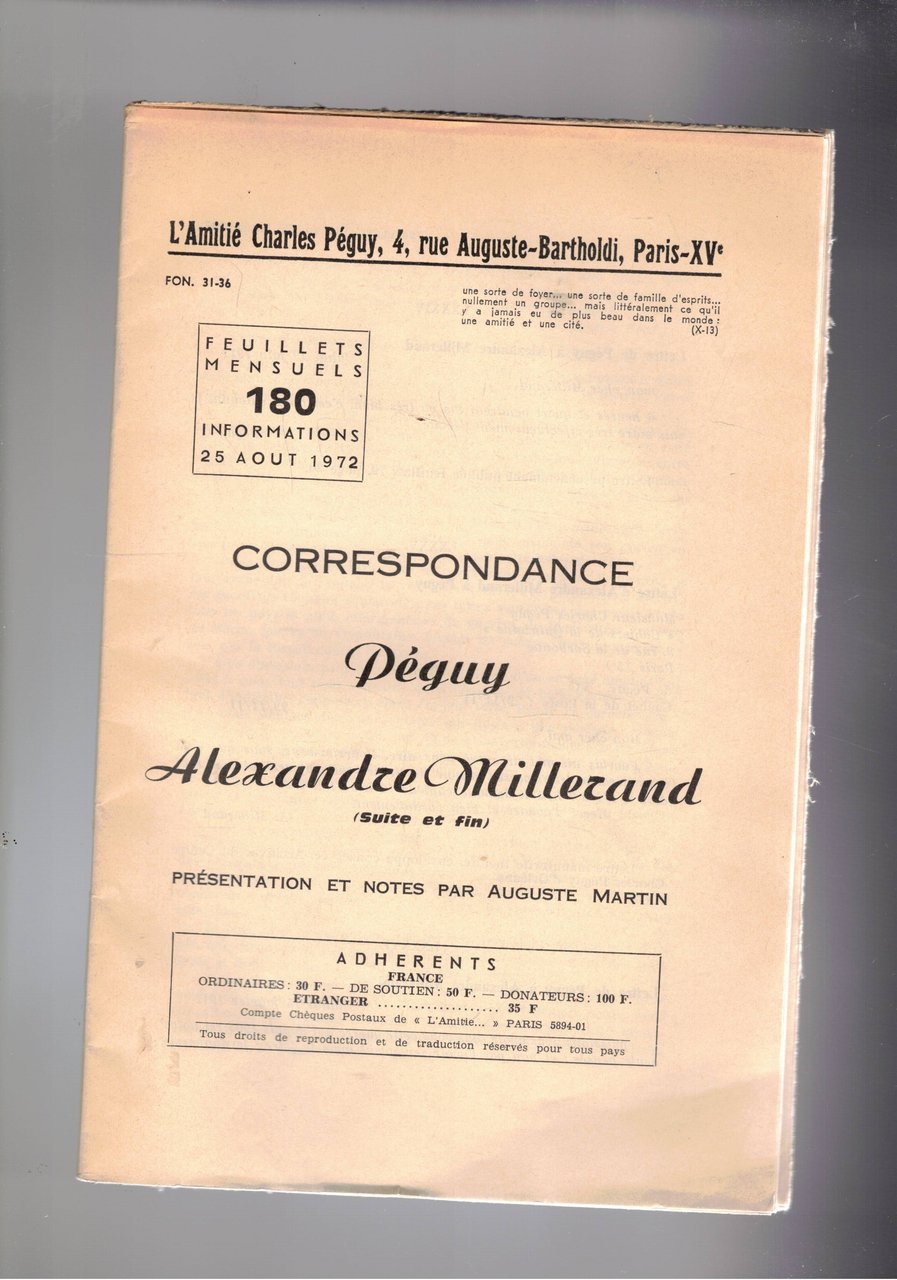 L'Amitié Charles Péguy, 4, rue Auguste-Bartholdi, Paris-XVe
FON. 31-36
une sorte de foyer... une sorte de famille d'esprits...
nullement un groupe... mais littéralement ce qu'il
y a jamais eu de plus beau dans le monde :
une amitié et une cité. (X-13)
FEUILLETS
MENSUELS
180
INFORMATIONS
25 AOUT 1972
CORRESPONDANCE
Péguy
Alexandre Millerand
(Suite et fin)
PRÉSENTATION ET NOTES PAR AUGUSTE MARTIN
ADHERENTS
FRANCE
ORDINAIRES : 30 F. — DE SOUTIEN : 50 F. — DONATEURS : 100 F.
ETRANGER .................... 35 F
Compte Chèques Postaux de « L'Amitie... » PARIS 5894-01
Tous droits de reproduction et de traduction réservés pour tous pays